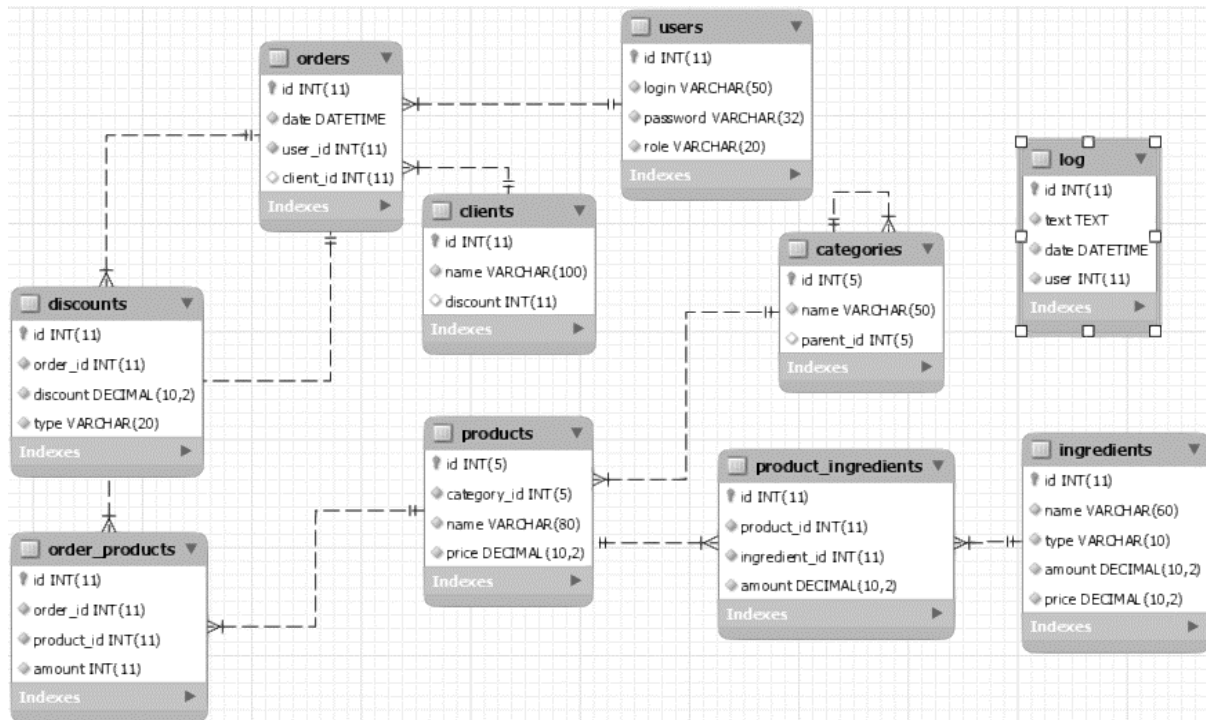 orders
id INT(11)
date DATETIME
user_id INT(11)
client_id INT(11)
Indexes
users
id INT(11)
login VARCHAR(50)
password VARCHAR(32)
role VARCHAR(20)
Indexes
log
id INT(11)
text TEXT
date DATETIME
user INT(11)
Indexes
clients
id INT(11)
name VARCHAR(100)
discount INT(11)
Indexes
categories
id INT(5)
name VARCHAR(50)
parent_id INT(5)
Indexes
discounts
id INT(11)
order_id INT(11)
discount DECIMAL(10,2)
type VARCHAR(20)
Indexes
products
id INT(5)
category_id INT(5)
name VARCHAR(80)
price DECIMAL(10,2)
Indexes
product_ingredients
id INT(11)
product_id INT(11)
ingredient_id INT(11)
amount DECIMAL(10,2)
Indexes
ingredients
id INT(11)
name VARCHAR(60)
type VARCHAR(10)
amount DECIMAL(10,2)
price DECIMAL(10,2)
Indexes
order_products
id INT(11)
order_id INT(11)
product_id INT(11)
amount INT(11)
Indexes